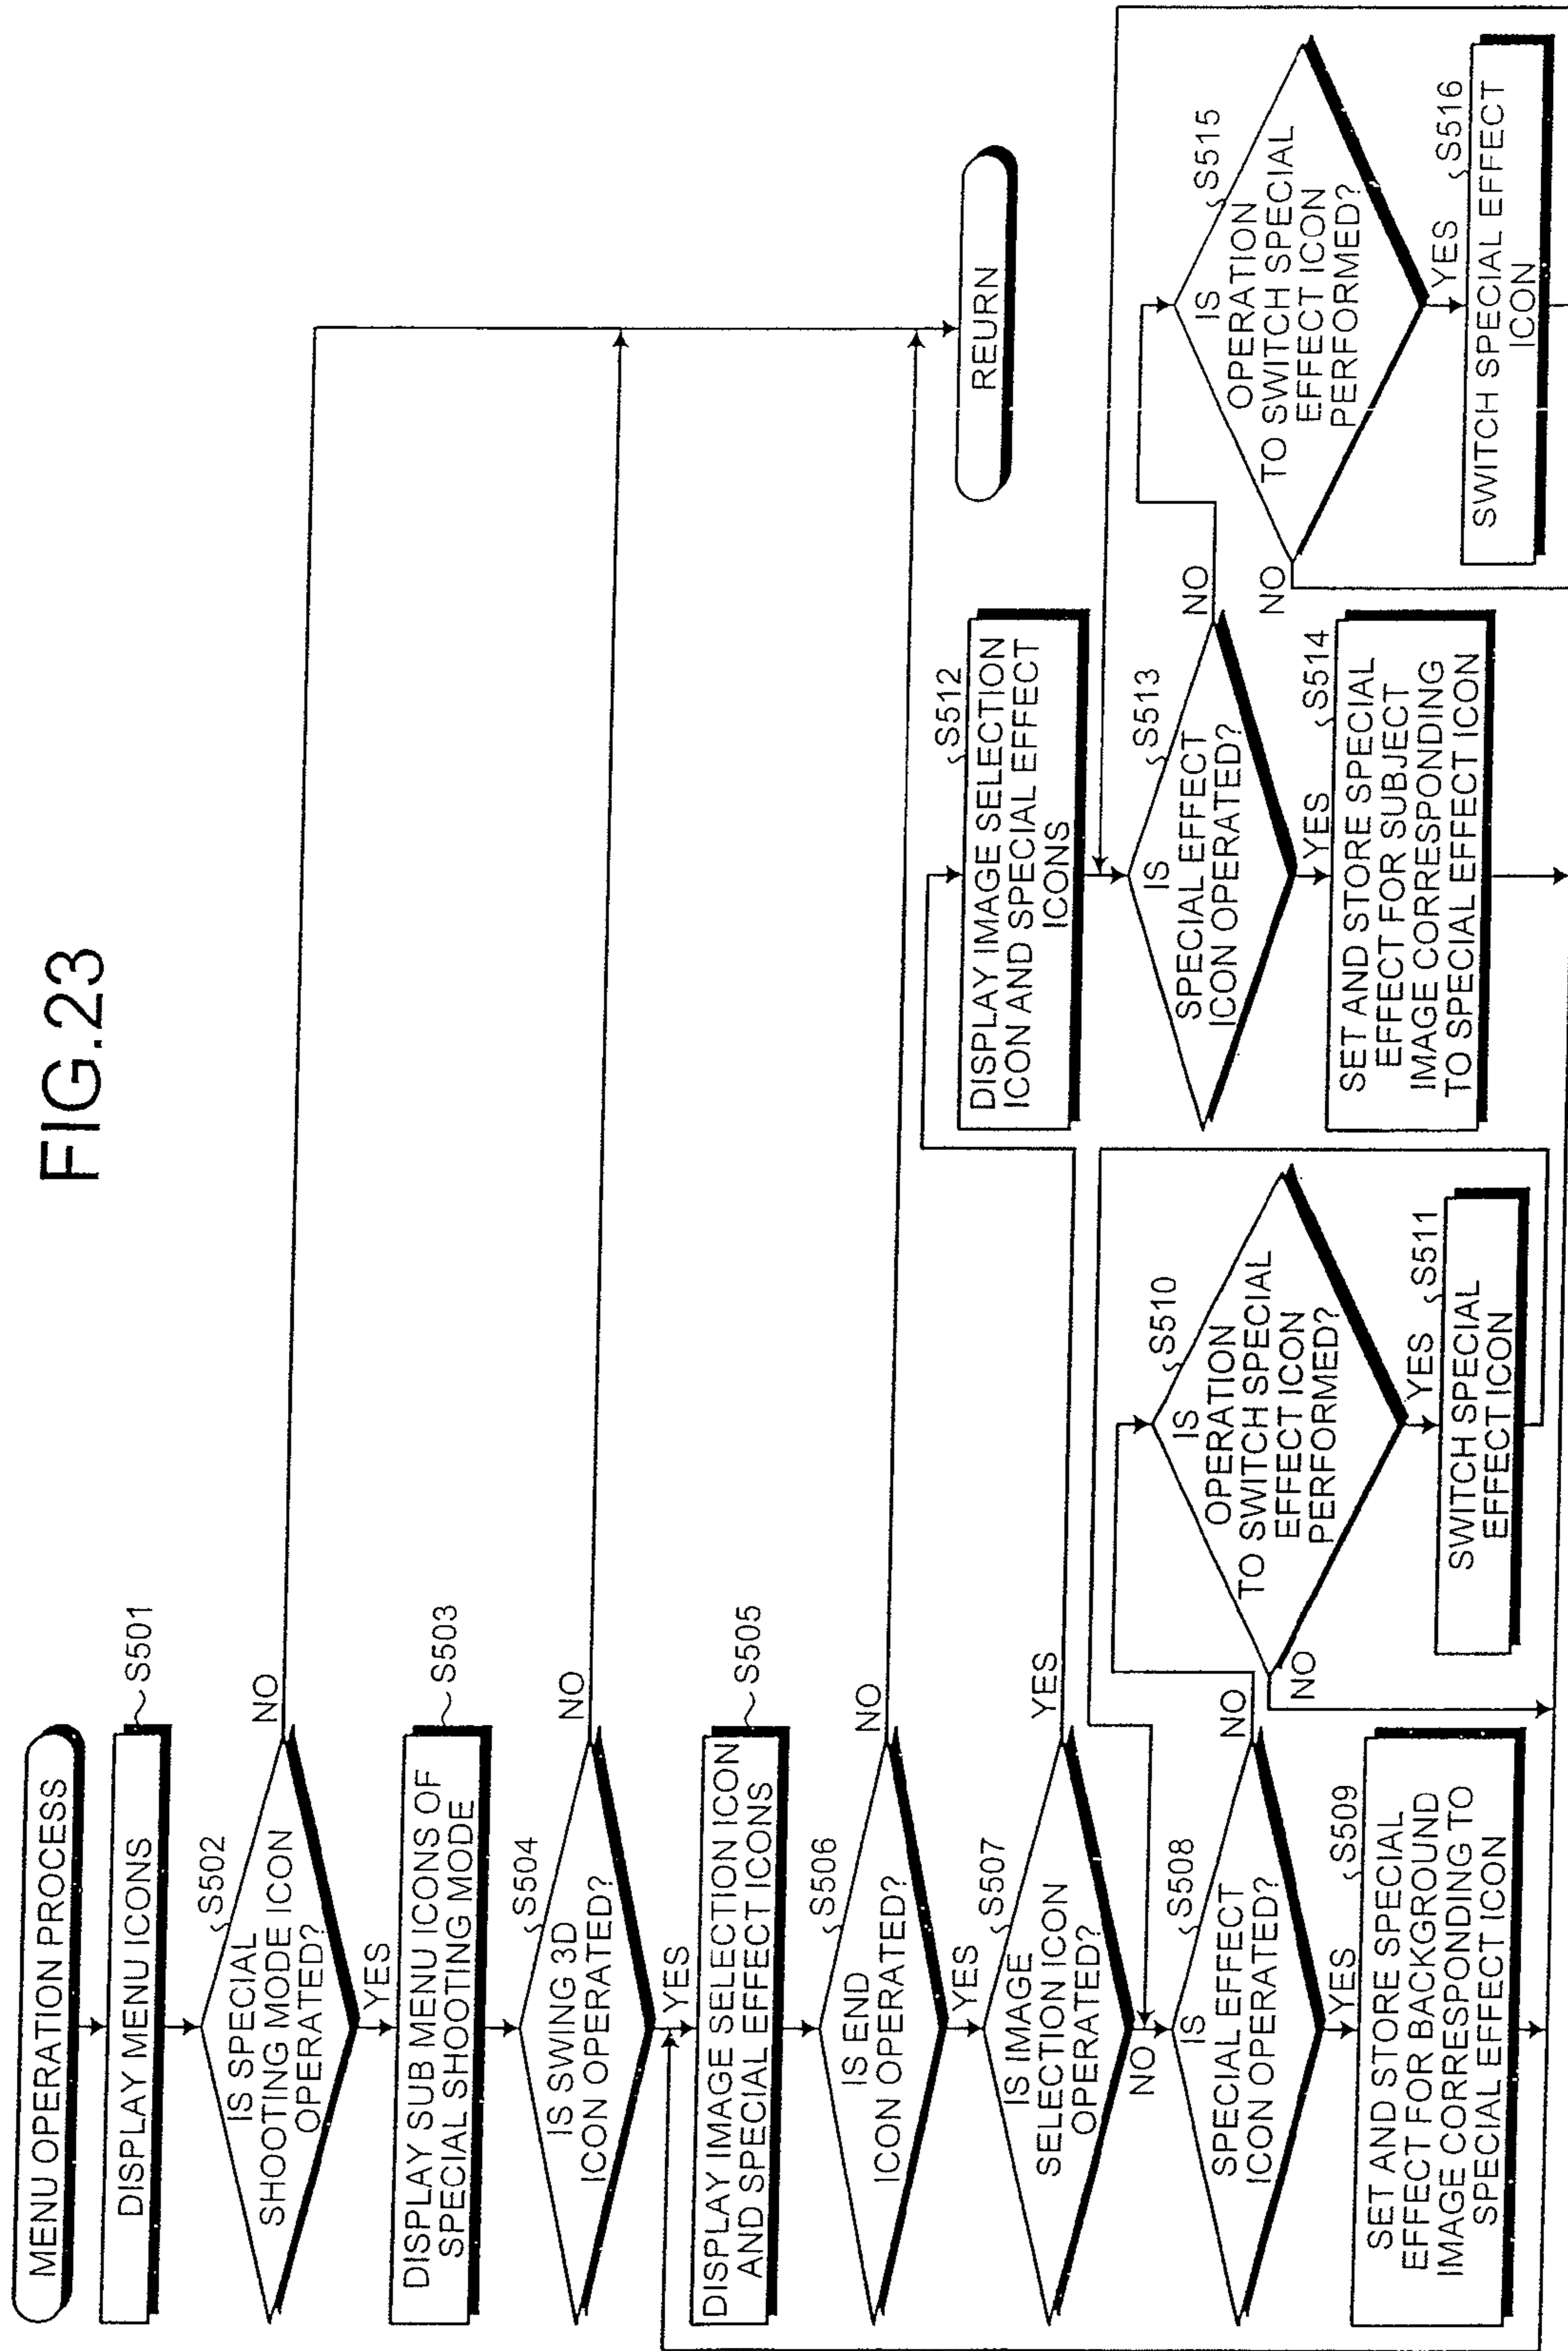 FIG.23
MENU OPERATION PROCESS
DISPLAY MENU ICONS
S501
IS SPECIAL
SHOOTING MODE ICON
OPERATED?
S502
NO
YES
DISPLAY SUB MENU ICONS OF
SPECIAL SHOOTING MODE
S503
IS SWING 3D
ICON OPERATED?
S504
NO
YES
DISPLAY IMAGE SELECTION ICON
AND SPECIAL EFFECT ICONS
S505
IS END
ICON OPERATED?
S506
NO
YES
REURN
IS IMAGE
SELECTION ICON
OPERATED?
S507
YES
NO
IS
SPECIAL EFFECT
ICON OPERATED?
S508
NO
YES
SET AND STORE SPECIAL
EFFECT FOR BACKGROUND
IMAGE CORRESPONDING TO
SPECIAL EFFECT ICON
S509
IS
OPERATION
TO SWITCH SPECIAL
EFFECT ICON
PERFORMED?
S510
NO
YES
SWITCH SPECIAL
EFFECT ICON
S511
DISPLAY IMAGE SELECTION
ICON AND SPECIAL EFFECT
ICONS
S512
IS
SPECIAL EFFECT
ICON OPERATED?
S513
NO
YES
SET AND STORE SPECIAL
EFFECT FOR SUBJECT
IMAGE CORRESPONDING
TO SPECIAL EFFECT ICON
S514
IS
OPERATION
TO SWITCH SPECIAL
EFFECT ICON
PERFORMED?
S515
NO
YES
SWITCH SPECIAL EFFECT
ICON
S516